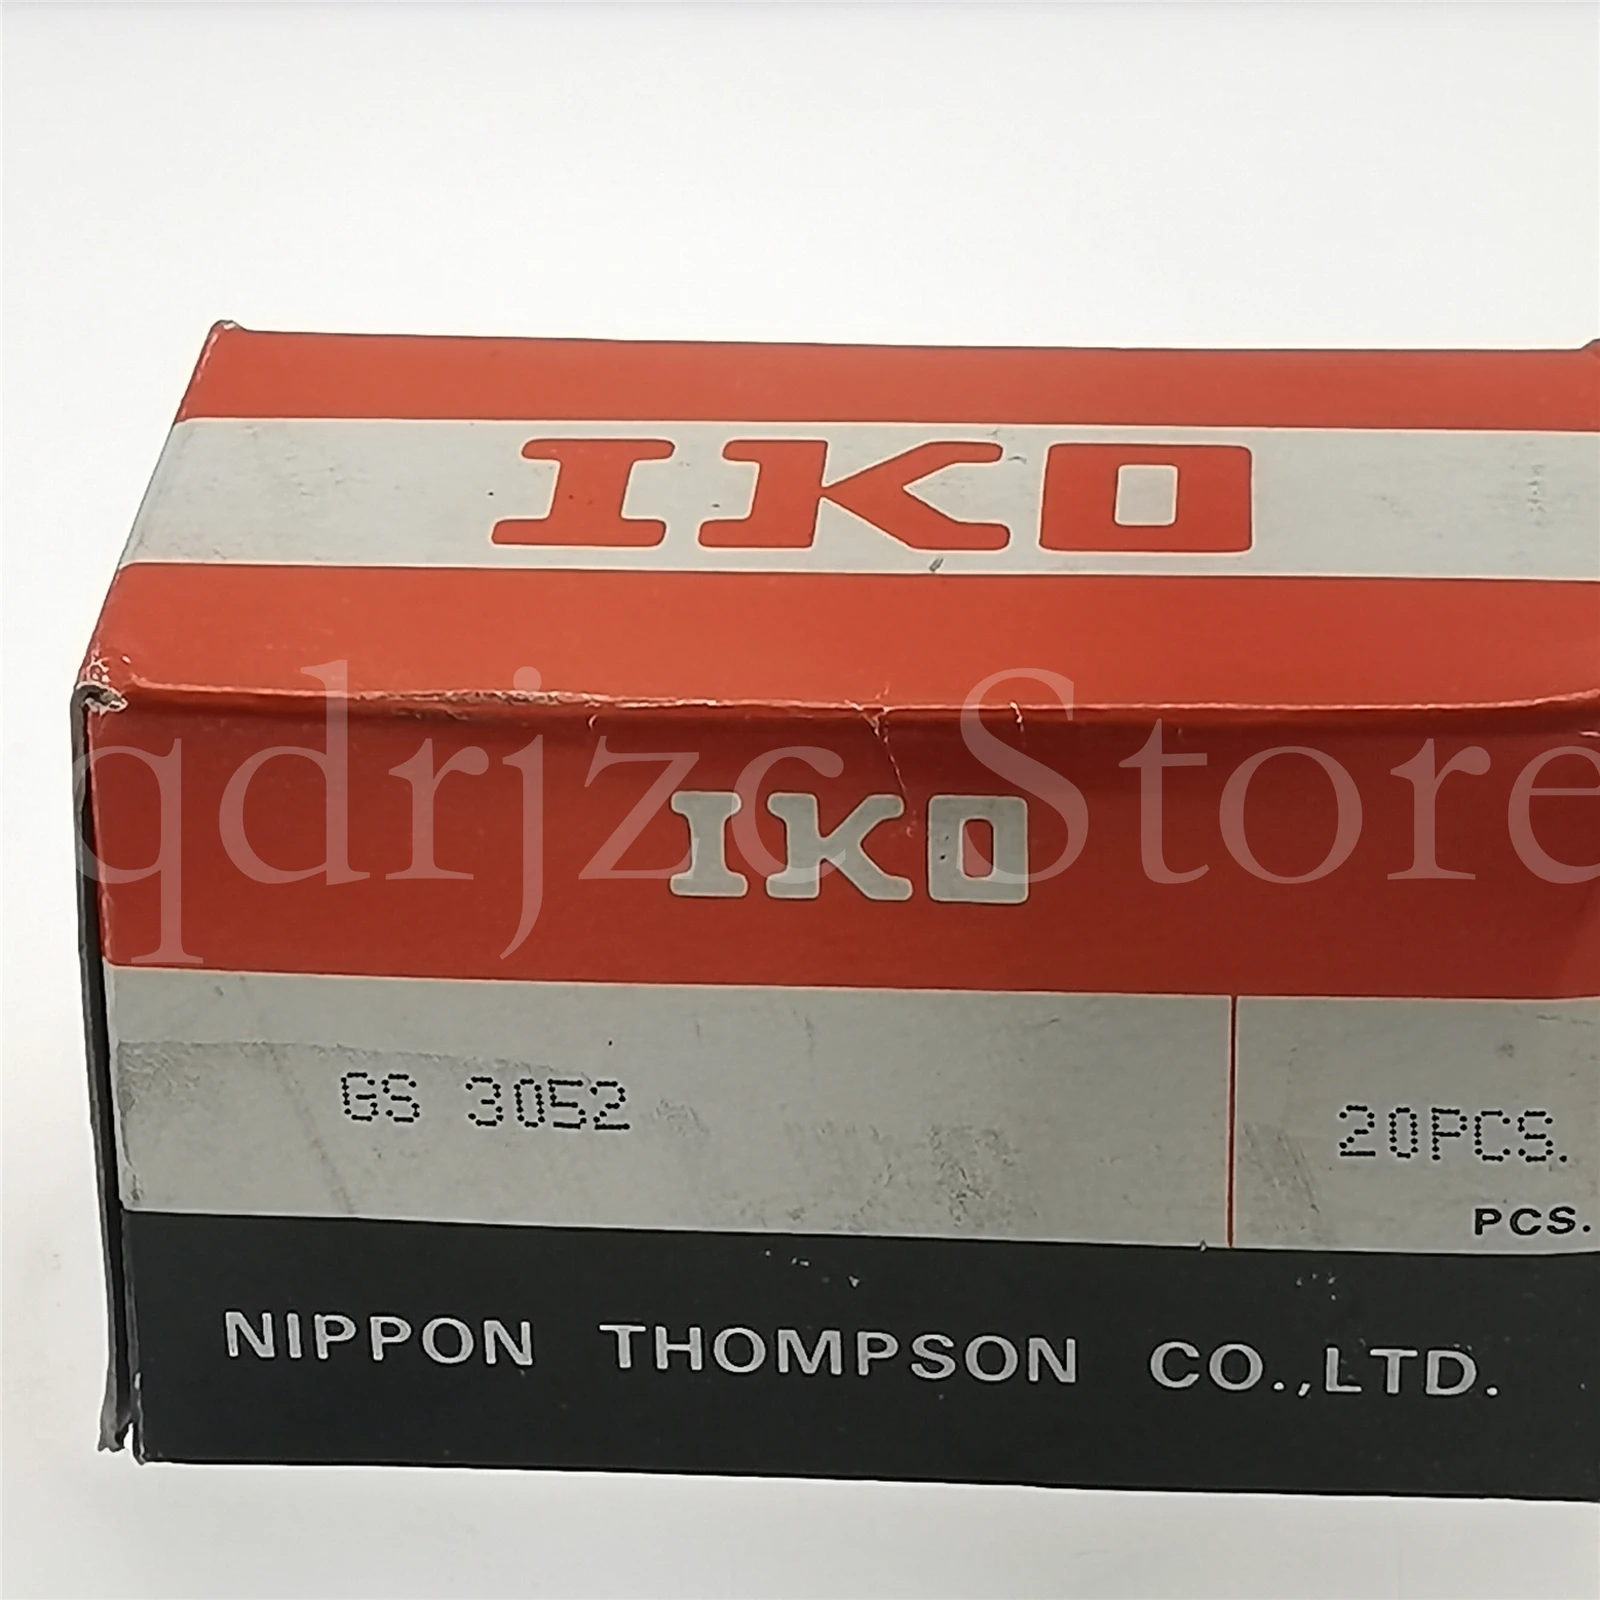 IKO
qdrjzc Store
IKO
GS 3052
20PCS.
PCS.
NIPPON THOMPSON CO.,LTD.